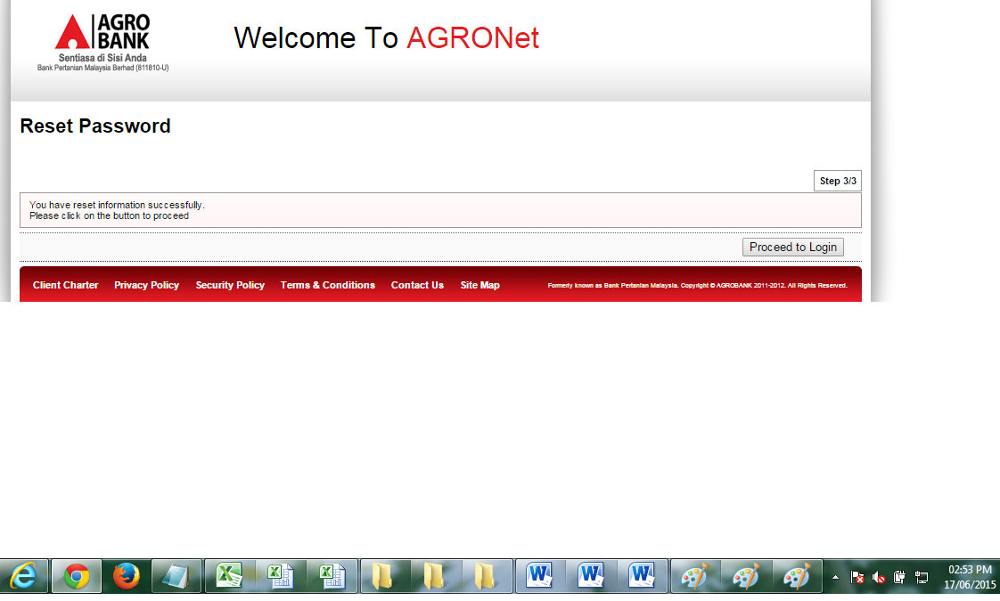 AGRO
BANK
Sentiasa di Sisi Anda
Bank Pertanian Malaysia Berhad (811810-U)
Welcome To AGRONet
Reset Password
Step 3/3
You have reset information successfully.
Please click on the button to proceed
Proceed to Login
Client Charter Privacy Policy Security Policy Terms & Conditions Contact Us Site Map Formerly known as Bank Pertanian Malaysia. Copyright © AGROBANK 2011-2012. All Rights Reserved.
02:53 PM
17/06/2015